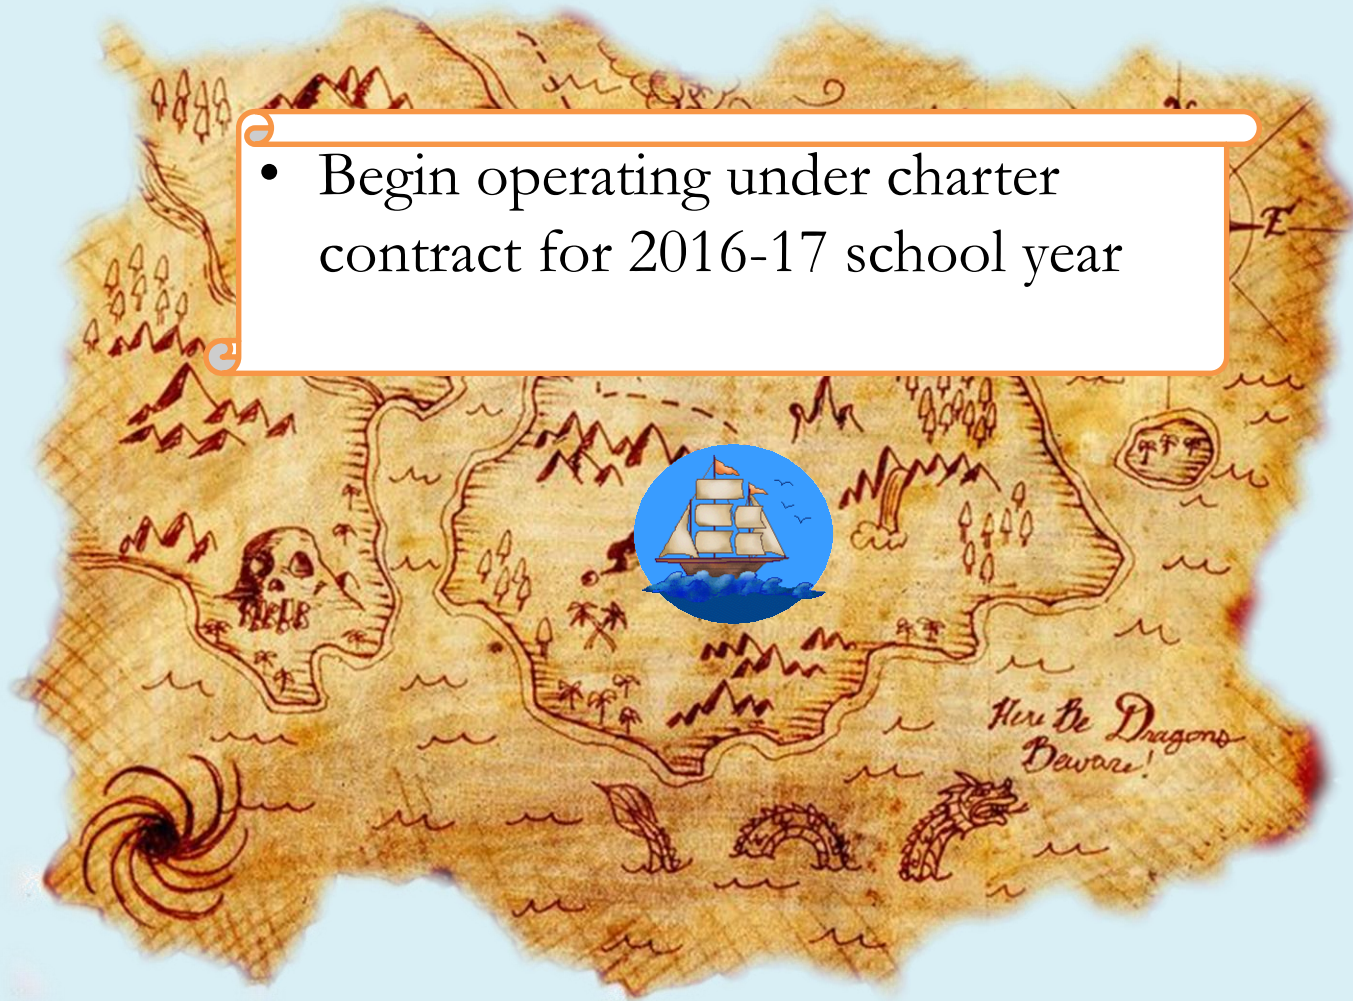 • Begin operating under charter
contract for 2016-17 school year
E
Here Be Dragons
Beware!